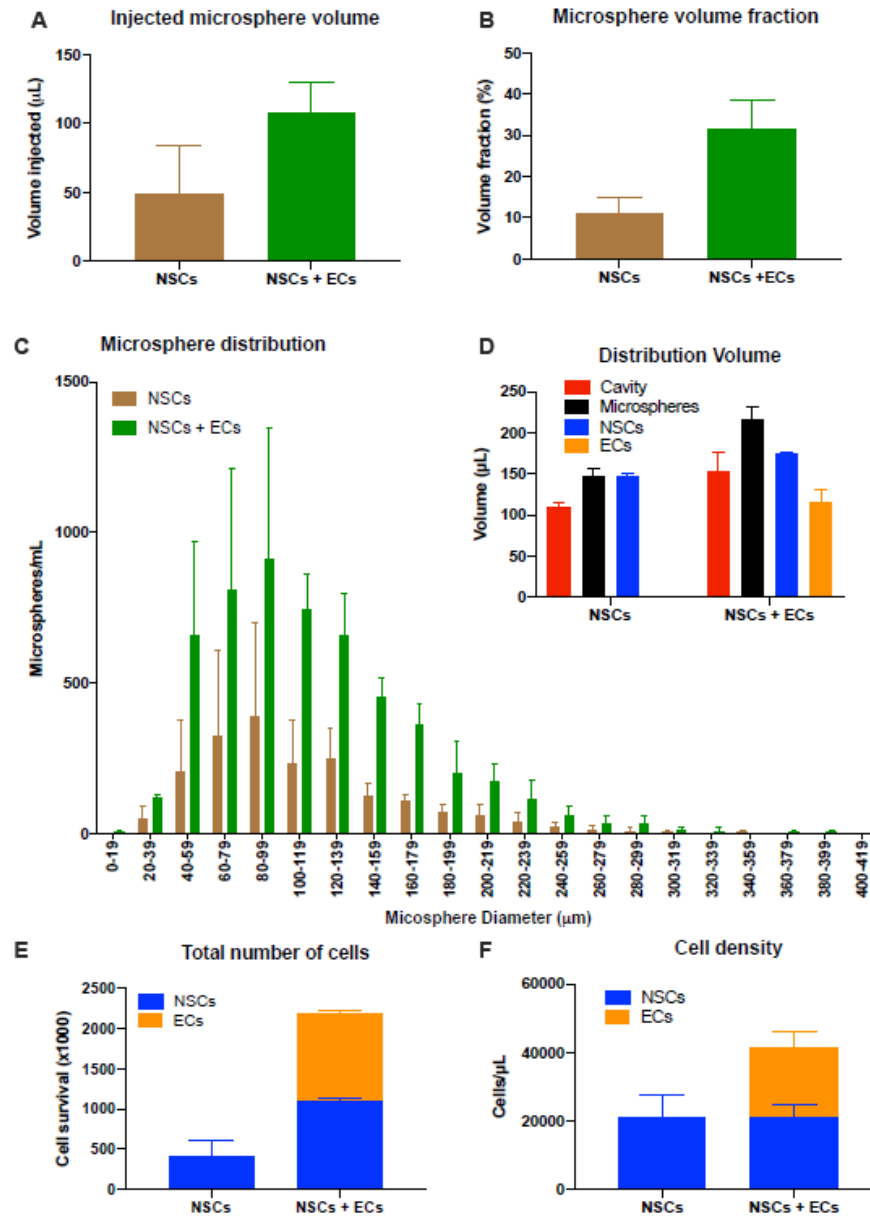 A
Injected microsphere volume
Volume injected (µL)
150
100
50
0
NSCs
NSCs + ECs
B
Microsphere volume fraction
Volume fraction (%)
50
40
30
20
10
0
NSCs
NSCs +ECs
C
Microsphere distribution
NSCs
NSCs + ECs
Microspheres/mL
1500
1000
500
0
0-19
20-39
40-59
60-79
80-99
100-119
120-139
140-159
160-179
180-199
200-219
220-239
240-259
260-279
280-299
300-319
320-339
340-359
360-379
380-399
400-419
Micosphere Diameter (µm)
D
Distribution Volume
Cavity
Microspheres
NSCs
ECs
Volume (µL)
250
200
150
100
50
0
NSCs
NSCs + ECs
E
Total number of cells
NSCs
ECs
Cell survival (x1000)
2500
2000
1500
1000
500
0
NSCs
NSCs + ECs
F
Cell density
NSCs
ECs
Cells/µL
60000
40000
20000
0
NSCs
NSCs + ECs